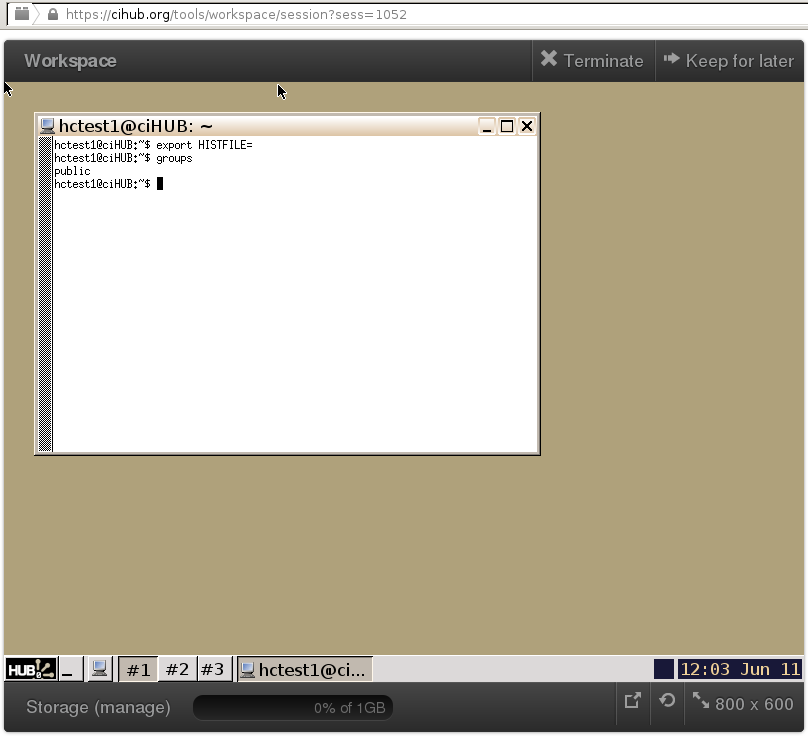 https://cihub.org/tools/workspace/session?sess=1052
Workspace
Terminate
Keep for later
hctest1@ciHUB: ~
hctest1@ciHUB:~$ export HISTFILE=
hctest1@ciHUB:~$ groups
public
hctest1@ciHUB:~$
HUB
#1
#2
#3
hctest1@ci...
12:03 Jun 11
Storage (manage)
0% of 1GB
800 x 600